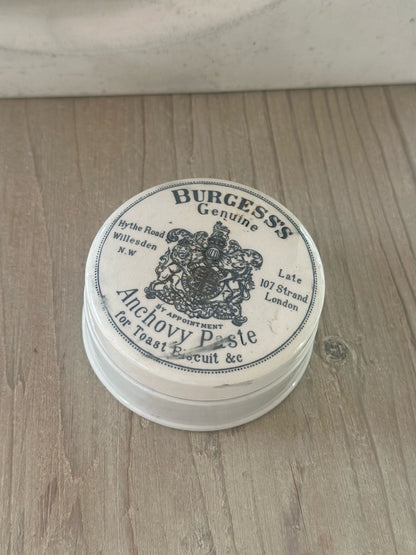 BURGESS'S
Genuine
Hythe Road
Willesden
N.W
Late
107 Strand
London
BY APPOINTMENT
Anchovy Paste
for Toast Biscuit &c